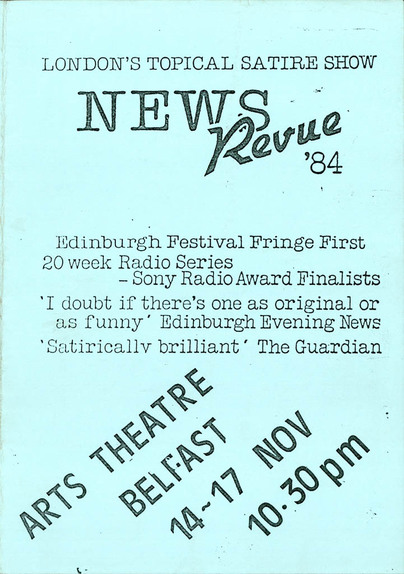 LONDON'S TOPICAL SATIRE SHOW
NEWS
Revue
'84
Edinburgh Festival Fringe First
20 week Radio Series
– Sony Radio Award Finalists
'I doubt if there's one as original or
as funny' Edinburgh Evening News
'Satirically brilliant' The Guardian
ARTS THEATRE
BELFAST
14~17 NOV
10.30pm